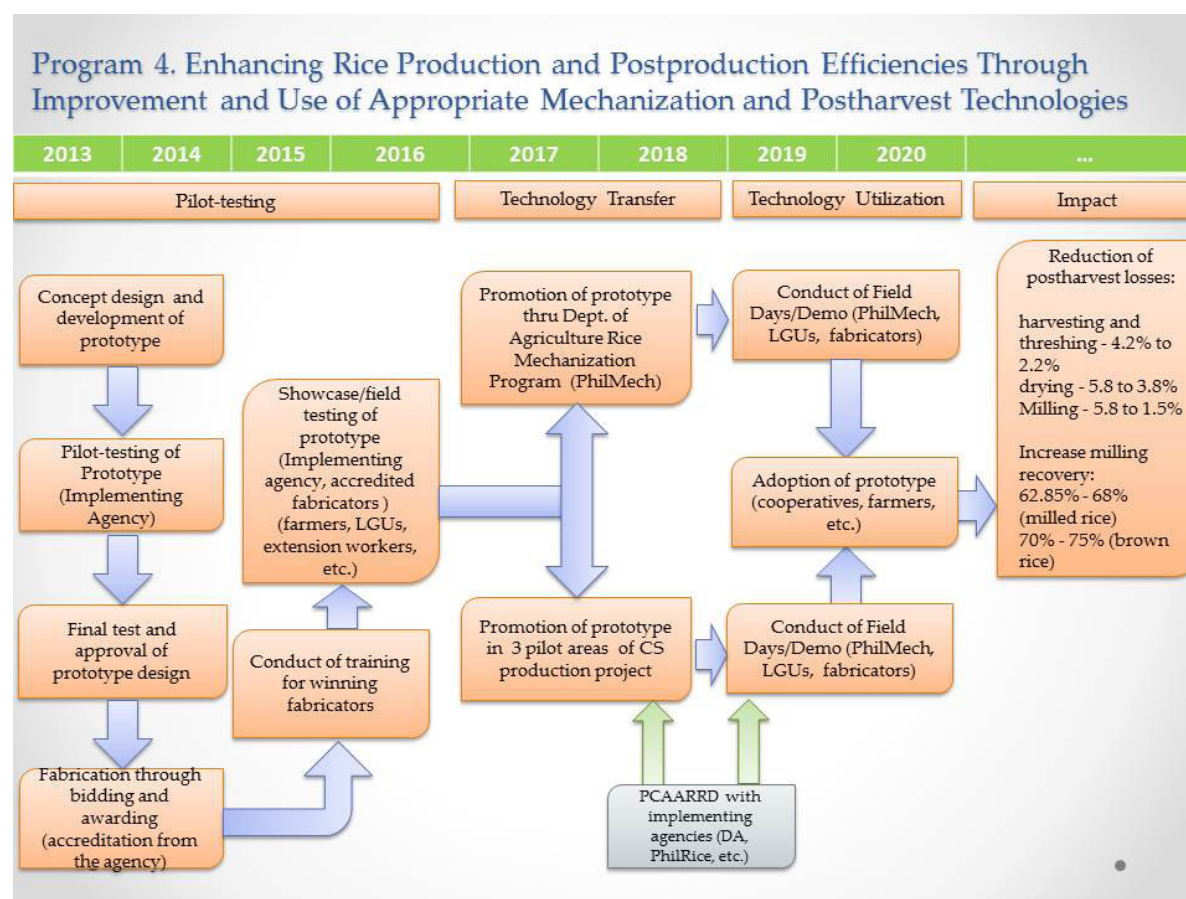 Program 4. Enhancing Rice Production and Postproduction Efficiencies Through
Improvement and Use of Appropriate Mechanization and Postharvest Technologies
2013 2014 2015 2016 2017 2018 2019 2020 ...
Pilot-testing
Technology Transfer
Technology Utilization
Impact
Concept design and
development of
prototype
Pilot-testing of
Prototype
(Implementing
Agency)
Final test and
approval of
prototype design
Fabrication through
bidding and
awarding
(accreditation from
the agency)
Conduct of training
for winning
fabricators
Showcase/field
testing of
prototype
(Implementing
agency, accredited
fabricators )
(farmers, LGUs,
extension workers,
etc.)
Promotion of prototype
thru Dept. of
Agriculture Rice
Mechanization
Program (PhilMech)
Promotion of prototype
in 3 pilot areas of CS
production project
PCAARRD with
implementing
agencies (DA,
PhilRice, etc.)
Conduct of Field
Days/Demo (PhilMech,
LGUs, fabricators)
Adoption of prototype
(cooperatives, farmers,
etc.)
Conduct of Field
Days/Demo (PhilMech,
LGUs, fabricators)
Reduction of
postharvest losses:
harvesting and
threshing - 4.2% to
2.2%
drying - 5.8 to 3.8%
Milling - 5.8 to 1.5%
Increase milling
recovery:
62.85% - 68%
(milled rice)
70% - 75% (brown
rice)